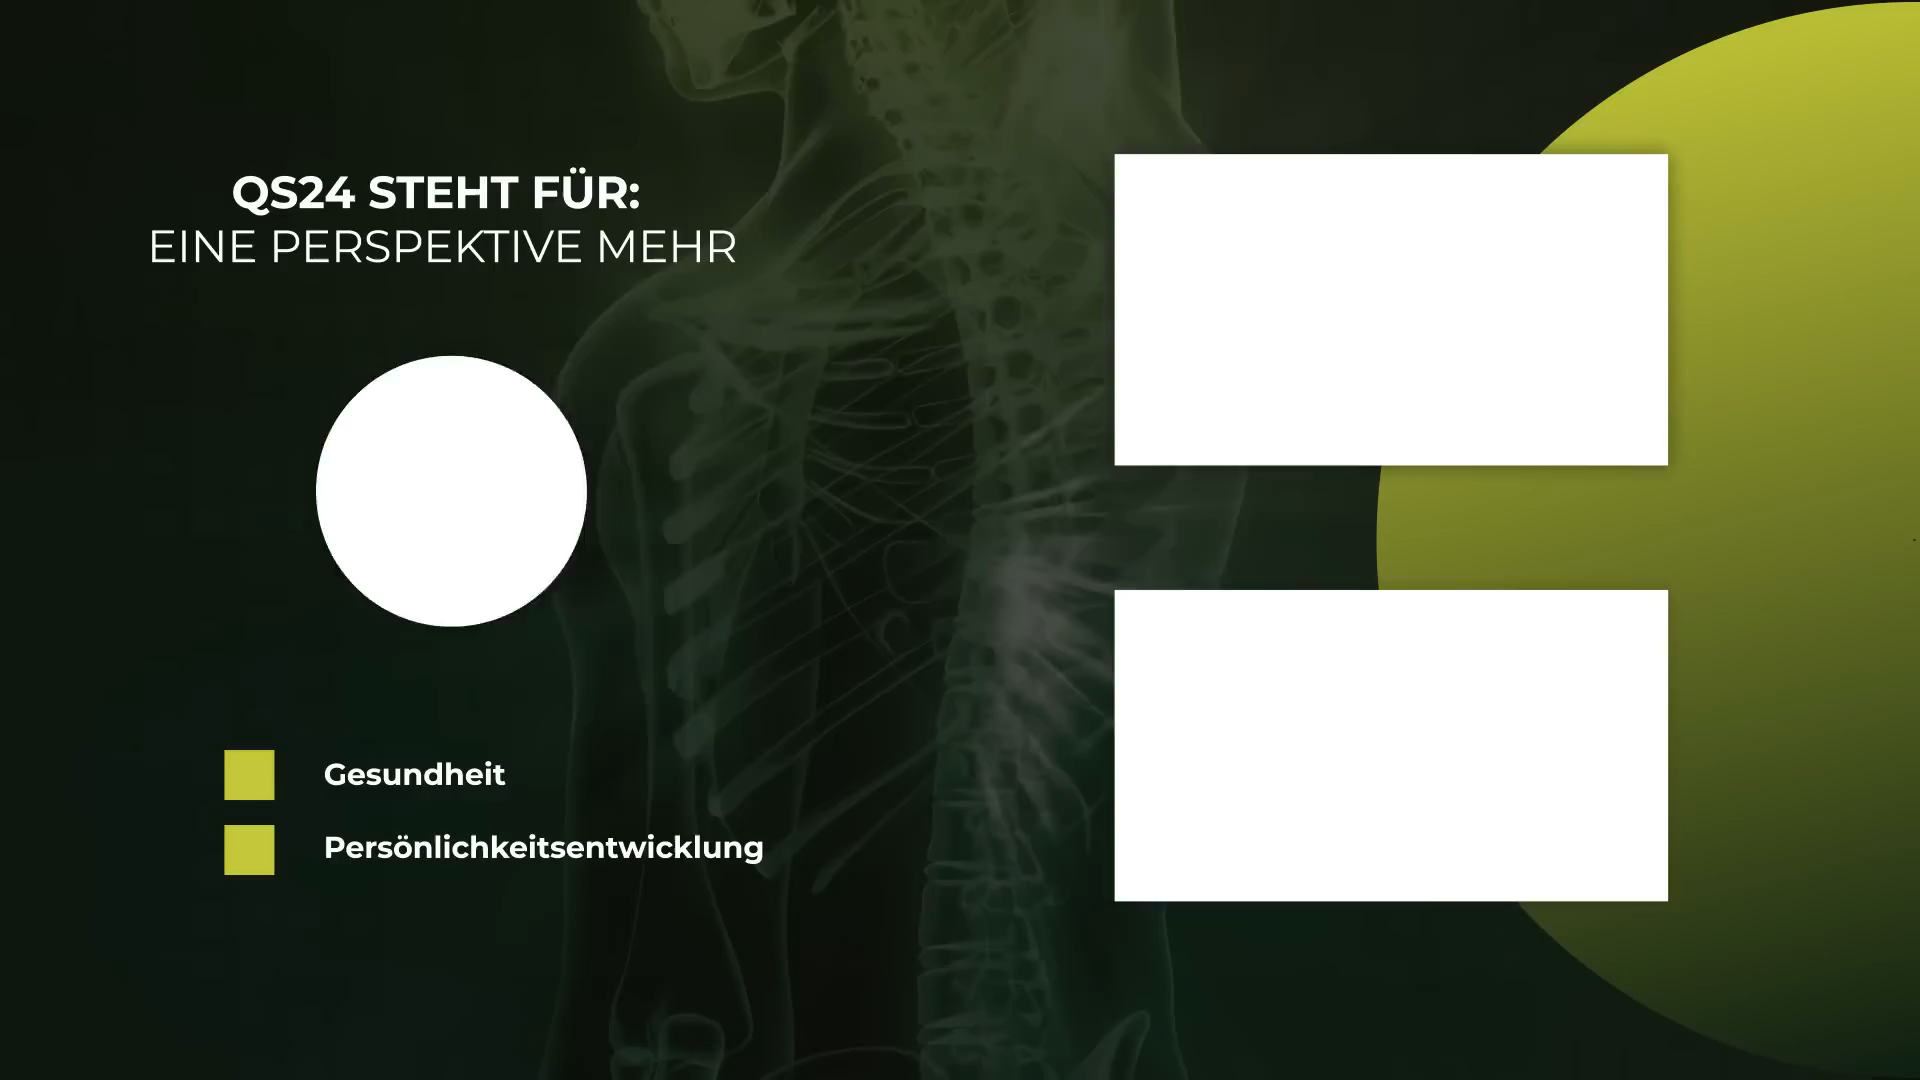 QS24 STEHT FÜR:
EINE PERSPEKTIVE MEHR
Gesundheit
Persönlichkeitsentwicklung